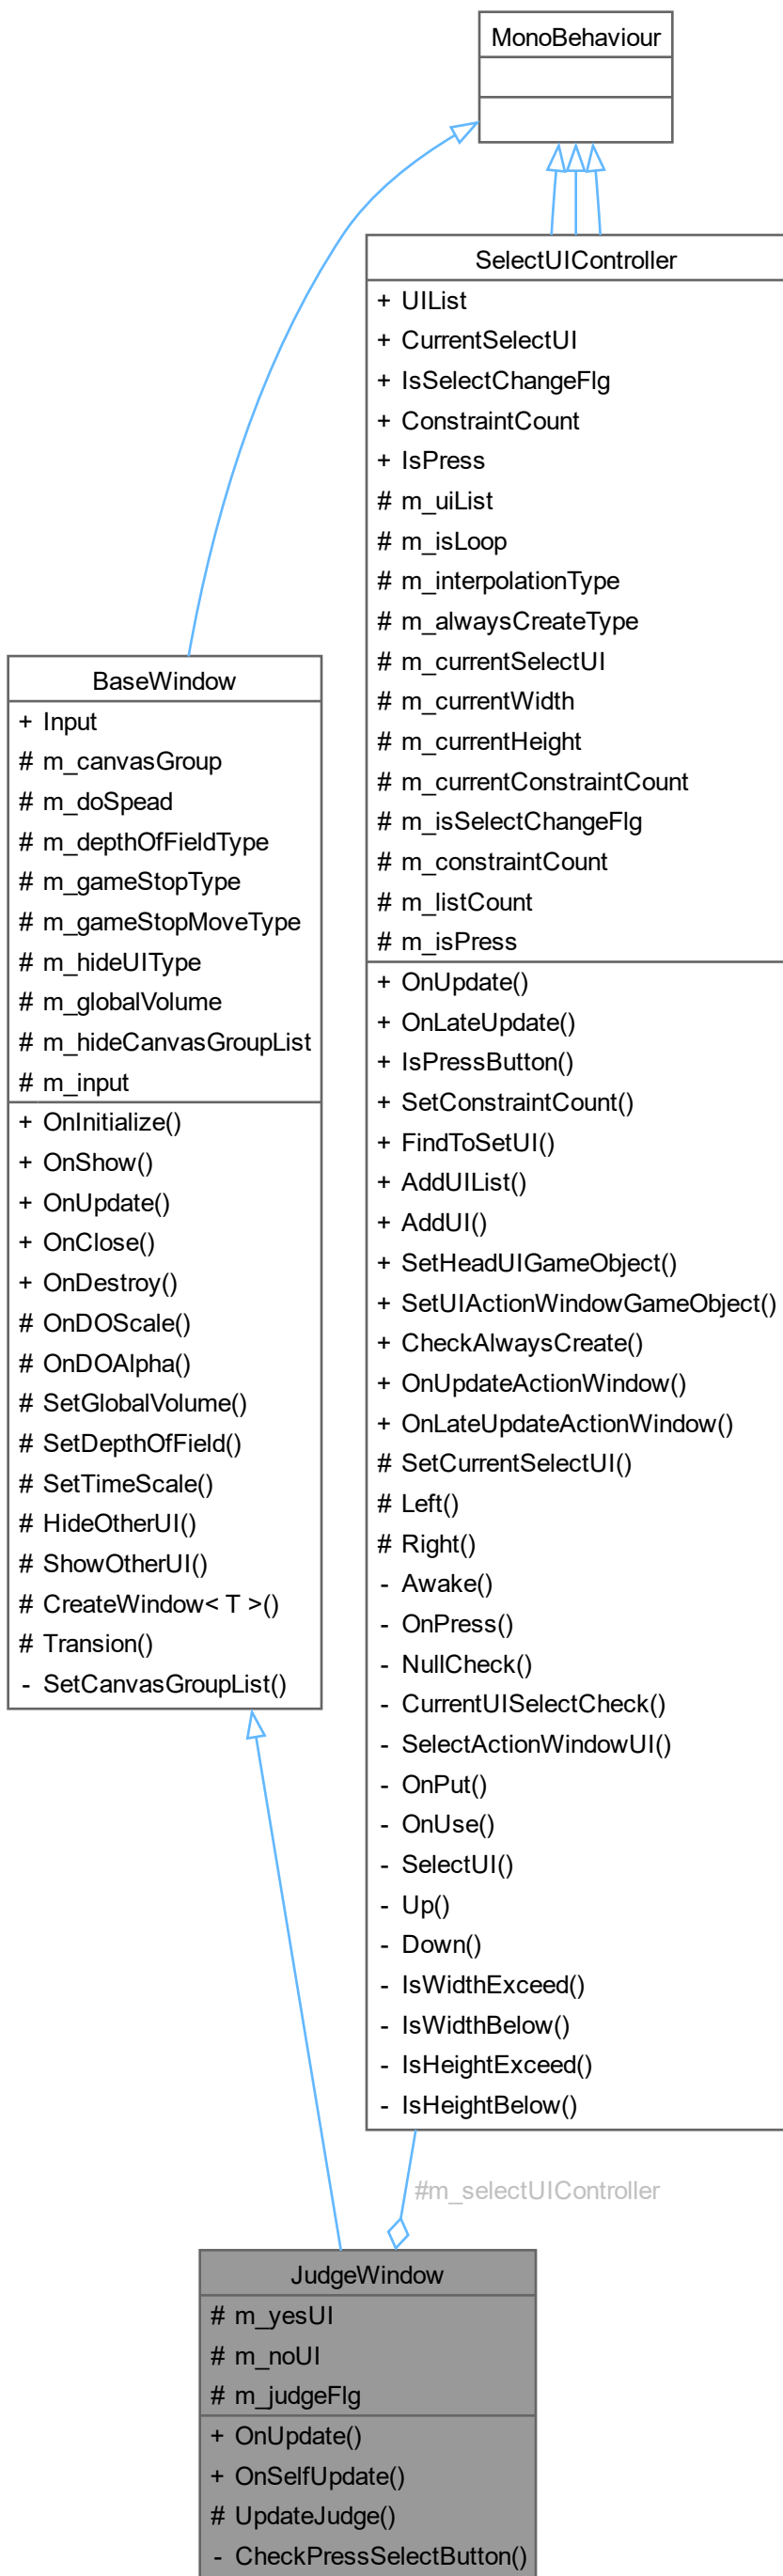 MonoBehaviour
SelectUIController
+ UIList
+ CurrentSelectUI
+ IsSelectChangeFlg
+ ConstraintCount
+ IsPress
# m_uiList
# m_isLoop
# m_interpolationType
# m_alwaysCreateType
# m_currentSelectUI
# m_currentWidth
# m_currentHeight
# m_currentConstraintCount
# m_isSelectChangeFlg
# m_constraintCount
# m_listCount
# m_isPress
+ OnUpdate()
+ OnLateUpdate()
+ IsPressButton()
+ SetConstraintCount()
+ FindToSetUI()
+ AddUIList()
+ AddUI()
+ SetHeadUIGameObject()
+ SetUIActionWindowGameObject()
+ CheckAlwaysCreate()
+ OnUpdateActionWindow()
+ OnLateUpdateActionWindow()
# SetCurrentSelectUI()
# Left()
# Right()
- Awake()
- OnPress()
- NullCheck()
- CurrentUISelectCheck()
- SelectActionWindowUI()
- OnPut()
- OnUse()
- SelectUI()
- Up()
- Down()
- IsWidthExceed()
- IsWidthBelow()
- IsHeightExceed()
- IsHeightBelow()
BaseWindow
+ Input
# m_canvasGroup
# m_doSpead
# m_depthOfFieldType
# m_gameStopType
# m_gameStopMoveType
# m_hideUIType
# m_globalVolume
# m_hideCanvasGroupList
# m_input
+ OnInitialize()
+ OnShow()
+ OnUpdate()
+ OnClose()
+ OnDestroy()
# OnDOScale()
# OnDOAlpha()
# SetGlobalVolume()
# SetDepthOfField()
# SetTimeScale()
# HideOtherUI()
# ShowOtherUI()
# CreateWindow< T >()
# Transion()
- SetCanvasGroupList()
#m_selectUIController
JudgeWindow
# m_yesUI
# m_noUI
# m_judgeFlg
+ OnUpdate()
+ OnSelfUpdate()
# UpdateJudge()
- CheckPressSelectButton()